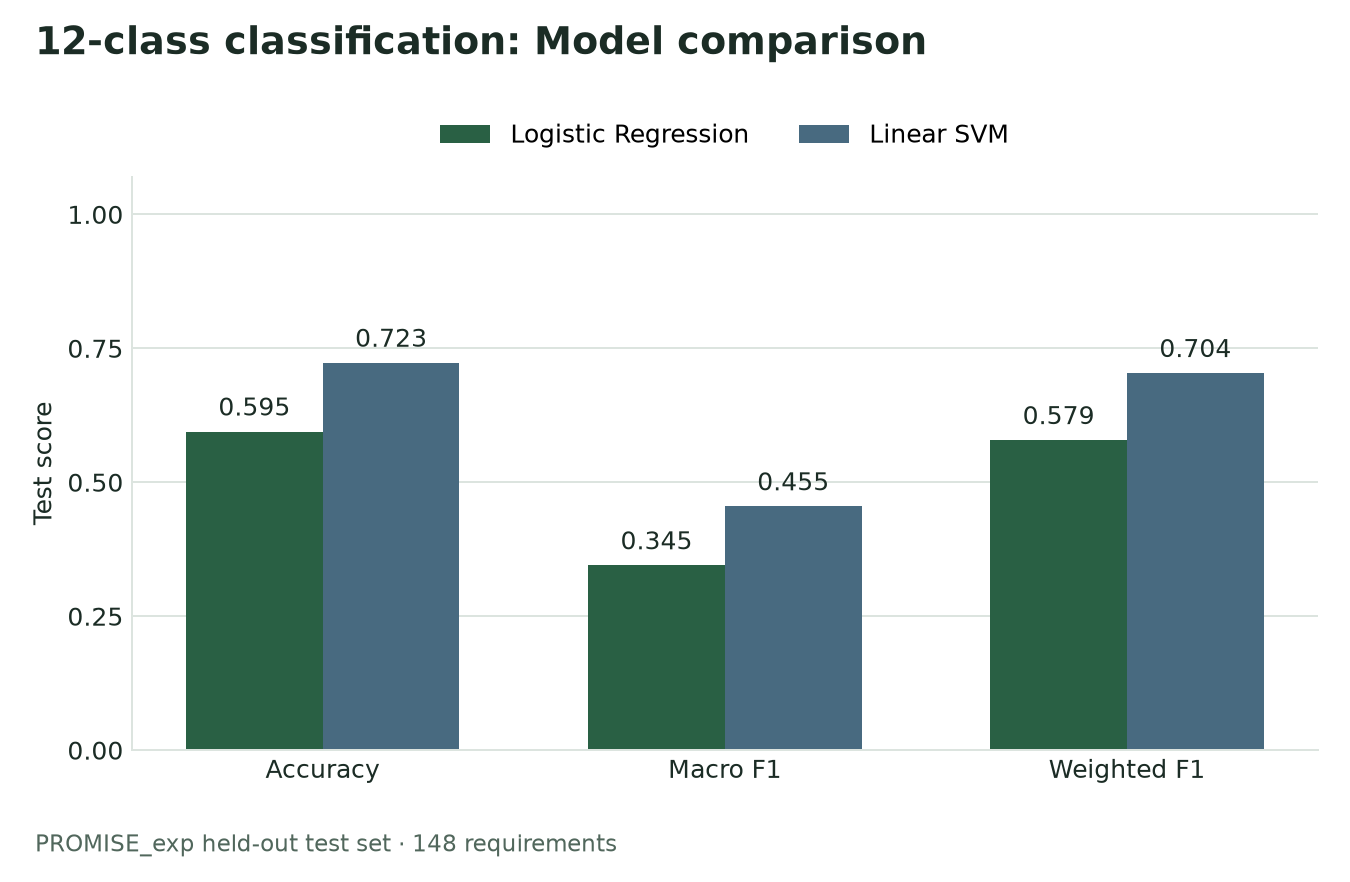 12-class classification: Model comparison
Logistic Regression Linear SVM
Test score
1.00
0.75
0.50
0.25
0.00
0.595 0.723
0.345 0.455
0.579 0.704
Accuracy Macro F1 Weighted F1
PROMISE_exp held-out test set · 148 requirements